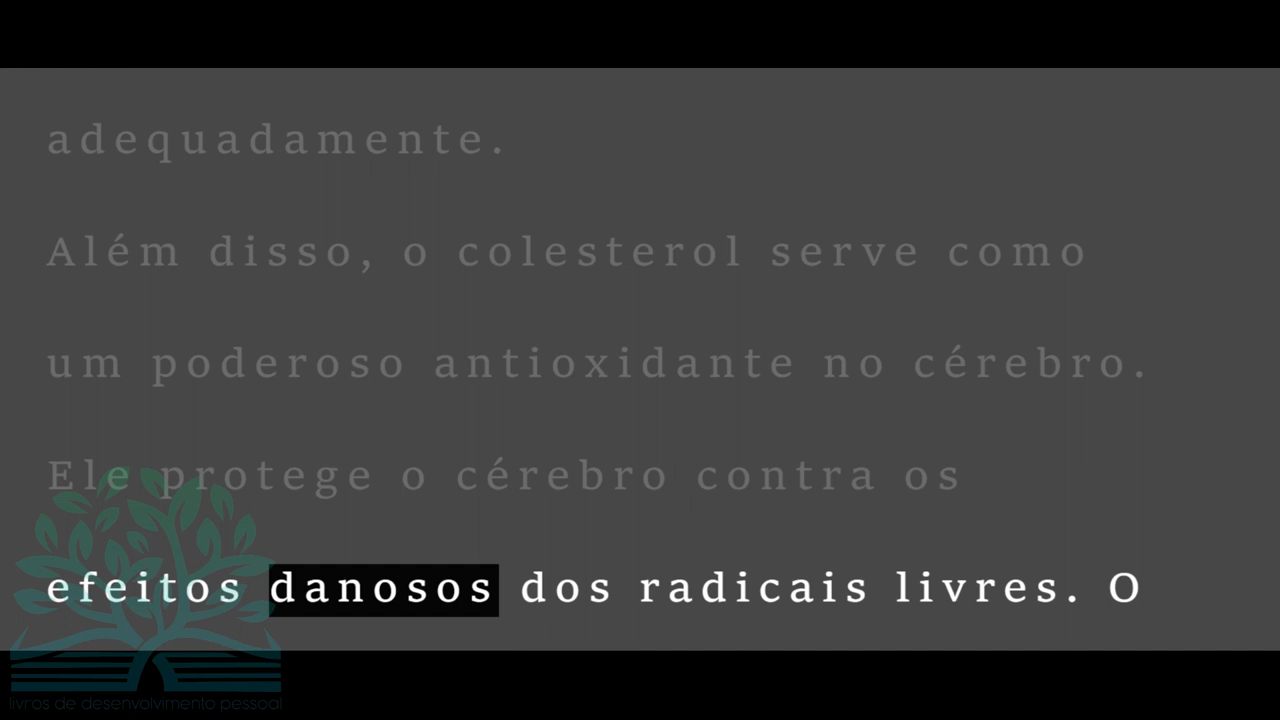 adequadamente.
Além disso, o colesterol serve como
um poderoso antioxidante no cérebro.
Ele protege o cérebro contra os
efeitos danosos dos radicais livres. O
livros de desenvolvimento pessoal